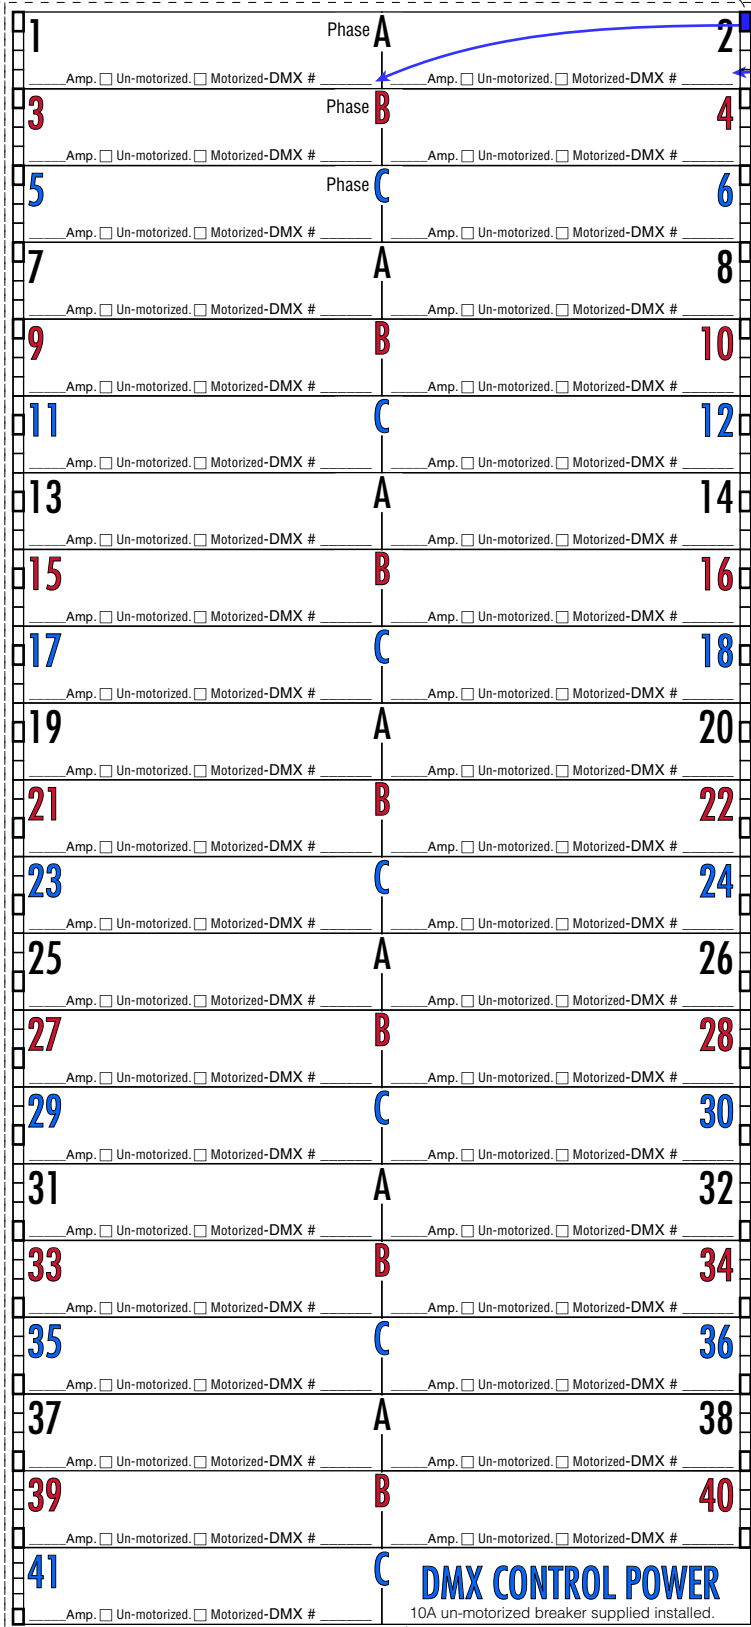 1 Phase A 2
_____Amp. ☐ Un-motorized. ☐ Motorized-DMX # _______ _____Amp. ☐ Un-motorized. ☐ Motorized-DMX # _______
3 Phase B 4
_____Amp. ☐ Un-motorized. ☐ Motorized-DMX # _______ _____Amp. ☐ Un-motorized. ☐ Motorized-DMX # _______
5 Phase C 6
_____Amp. ☐ Un-motorized. ☐ Motorized-DMX # _______ _____Amp. ☐ Un-motorized. ☐ Motorized-DMX # _______
7 A 8
_____Amp. ☐ Un-motorized. ☐ Motorized-DMX # _______ _____Amp. ☐ Un-motorized. ☐ Motorized-DMX # _______
9 B 10
_____Amp. ☐ Un-motorized. ☐ Motorized-DMX # _______ _____Amp. ☐ Un-motorized. ☐ Motorized-DMX # _______
11 C 12
_____Amp. ☐ Un-motorized. ☐ Motorized-DMX # _______ _____Amp. ☐ Un-motorized. ☐ Motorized-DMX # _______
13 A 14
_____Amp. ☐ Un-motorized. ☐ Motorized-DMX # _______ _____Amp. ☐ Un-motorized. ☐ Motorized-DMX # _______
15 B 16
_____Amp. ☐ Un-motorized. ☐ Motorized-DMX # _______ _____Amp. ☐ Un-motorized. ☐ Motorized-DMX # _______
17 C 18
_____Amp. ☐ Un-motorized. ☐ Motorized-DMX # _______ _____Amp. ☐ Un-motorized. ☐ Motorized-DMX # _______
19 A 20
_____Amp. ☐ Un-motorized. ☐ Motorized-DMX # _______ _____Amp. ☐ Un-motorized. ☐ Motorized-DMX # _______
21 B 22
_____Amp. ☐ Un-motorized. ☐ Motorized-DMX # _______ _____Amp. ☐ Un-motorized. ☐ Motorized-DMX # _______
23 C 24
_____Amp. ☐ Un-motorized. ☐ Motorized-DMX # _______ _____Amp. ☐ Un-motorized. ☐ Motorized-DMX # _______
25 A 26
_____Amp. ☐ Un-motorized. ☐ Motorized-DMX # _______ _____Amp. ☐ Un-motorized. ☐ Motorized-DMX # _______
27 B 28
_____Amp. ☐ Un-motorized. ☐ Motorized-DMX # _______ _____Amp. ☐ Un-motorized. ☐ Motorized-DMX # _______
29 C 30
_____Amp. ☐ Un-motorized. ☐ Motorized-DMX # _______ _____Amp. ☐ Un-motorized. ☐ Motorized-DMX # _______
31 A 32
_____Amp. ☐ Un-motorized. ☐ Motorized-DMX # _______ _____Amp. ☐ Un-motorized. ☐ Motorized-DMX # _______
33 B 34
_____Amp. ☐ Un-motorized. ☐ Motorized-DMX # _______ _____Amp. ☐ Un-motorized. ☐ Motorized-DMX # _______
35 C 36
_____Amp. ☐ Un-motorized. ☐ Motorized-DMX # _______ _____Amp. ☐ Un-motorized. ☐ Motorized-DMX # _______
37 A 38
_____Amp. ☐ Un-motorized. ☐ Motorized-DMX # _______ _____Amp. ☐ Un-motorized. ☐ Motorized-DMX # _______
39 B 40
_____Amp. ☐ Un-motorized. ☐ Motorized-DMX # _______ _____Amp. ☐ Un-motorized. ☐ Motorized-DMX # _______
41 C DMX CONTROL POWER
_____Amp. ☐ Un-motorized. ☐ Motorized-DMX # _______ 10A un-motorized breaker supplied installed.